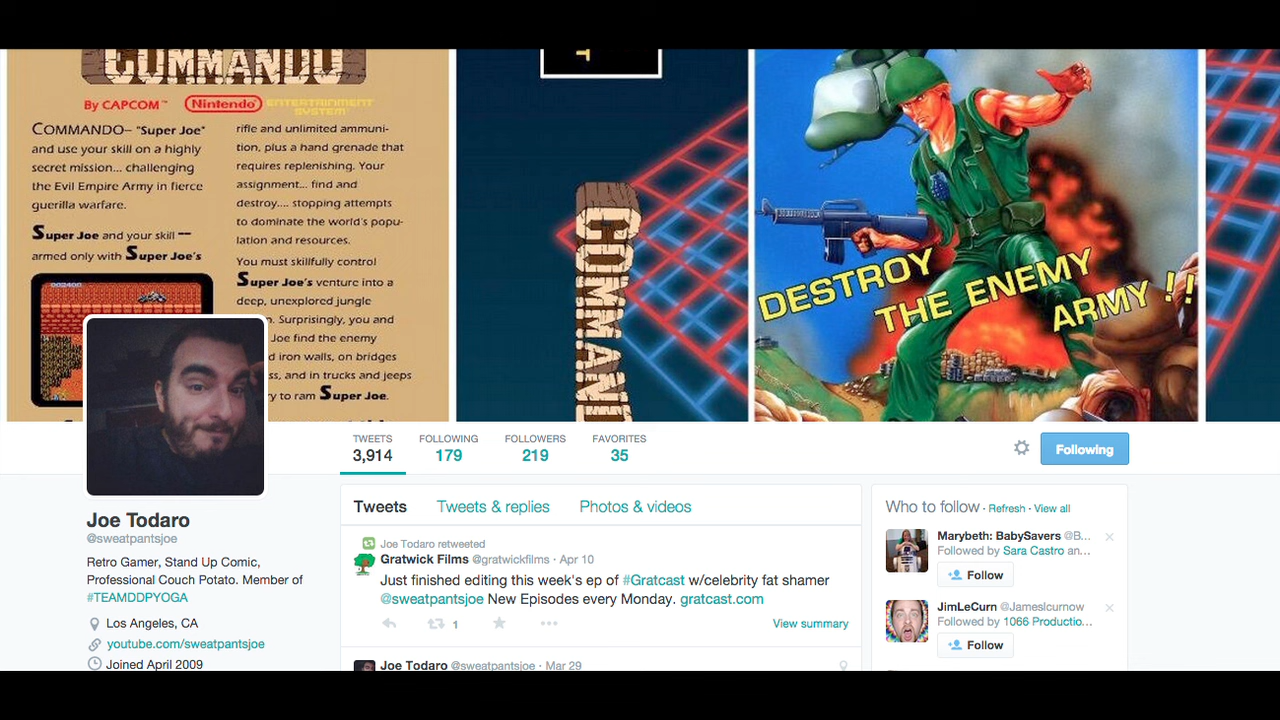 COMMANDO
By CAPCOM™ Nintendo ENTERTAINMENT
SYSTEM
COMMANDO– "Super Joe"
and use your skill on a highly
secret mission... challenging
the Evil Empire Army in fierce
guerilla warfare.
Super Joe and your skill —
armed only with Super Joe's
rifle and unlimited ammuni-
tion, plus a hand grenade that
requires replenishing. Your
assignment... find and
destroy.... stopping attempts
to dominate the world's popu-
lation and resources.
You must skillfully control
Super Joe's venture into a
deep, unexplored jungle
. Surprisingly, you and
Joe find the enemy
d iron walls, on bridges
ss, and in trucks and jeeps
y to ram Super Joe.
002400
T
COMMAND
DESTROY
THE ENEMY
ARMY !!
TWEETS FOLLOWING FOLLOWERS FAVORITES
3,914 179 219 35
Following
Joe Todaro
@sweatpantsjoe
Retro Gamer, Stand Up Comic,
Professional Couch Potato. Member of
#TEAMDDPYOGA
Los Angeles, CA
youtube.com/sweatpantsjoe
Joined April 2009
Tweets Tweets & replies Photos & videos
Joe Todaro retweeted
Gratwick Films @gratwickfilms · Apr 10
Just finished editing this week's ep of #Gratcast w/celebrity fat shamer
@sweatpantsjoe New Episodes every Monday. gratcast.com
1 View summary
Joe Todaro @sweatpantsjoe · Mar 29
Who to follow · Refresh · View all
Marybeth: BabySavers @B...
Followed by Sara Castro an...
Follow
JimLeCurn @Jameslcurnow
Followed by 1066 Productio...
Follow